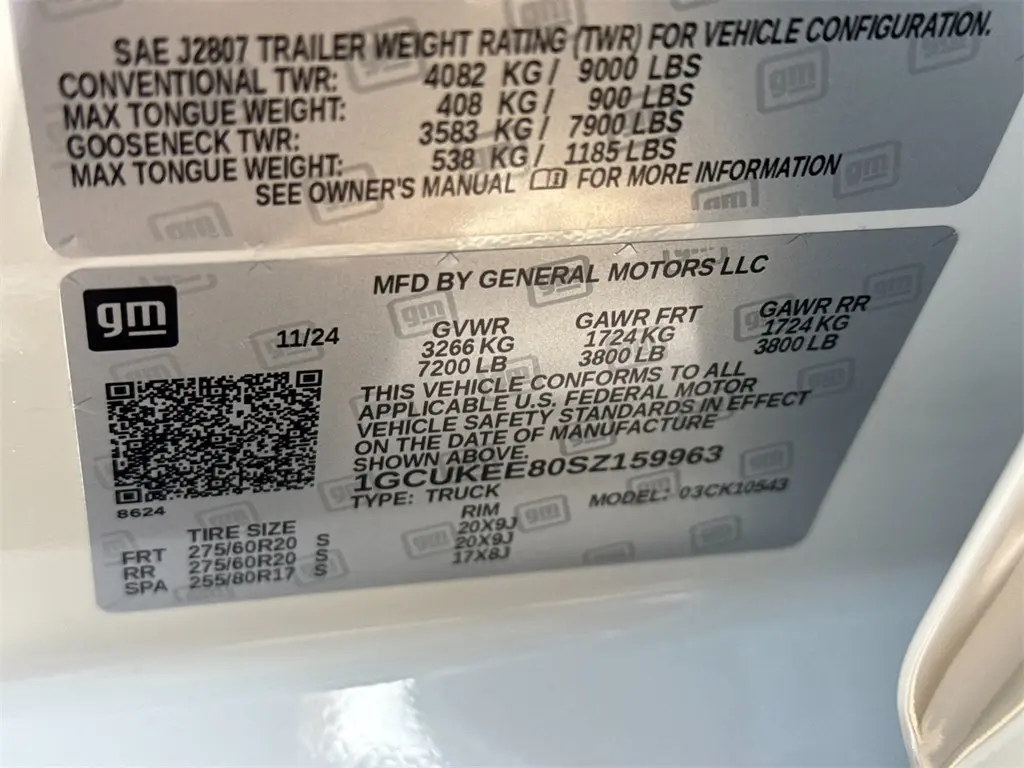 SAE J2807 TRAILER WEIGHT RATING (TWR) FOR VEHICLE CONFIGURATION.
CONVENTIONAL TWR: 4082 KG/ 9000 LBS
MAX TONGUE WEIGHT: 408 KG/ 900 LBS
GOOSENECK TWR: 3583 KG/ 7900 LBS
MAX TONGUE WEIGHT: 538 KG/ 1185 LBS
SEE OWNER'S MANUAL FOR MORE INFORMATION
gm
MFD BY GENERAL MOTORS LLC
11/24 GVWR GAWR FRT GAWR RR
3266 KG 1724 KG 1724 KG
7200 LB 3800 LB 3800 LB
THIS VEHICLE CONFORMS TO ALL
APPLICABLE U.S. FEDERAL MOTOR
VEHICLE SAFETY STANDARDS IN EFFECT
ON THE DATE OF MANUFACTURE
SHOWN ABOVE.
1GCUKEE80SZ159963
TYPE: TRUCK MODEL: 03CK10543
8624
TIRE SIZE RIM
FRT 275/60R20 S 20X9J
RR 275/60R20 S 20X9J
SPA 255/80R17 S 17X8J